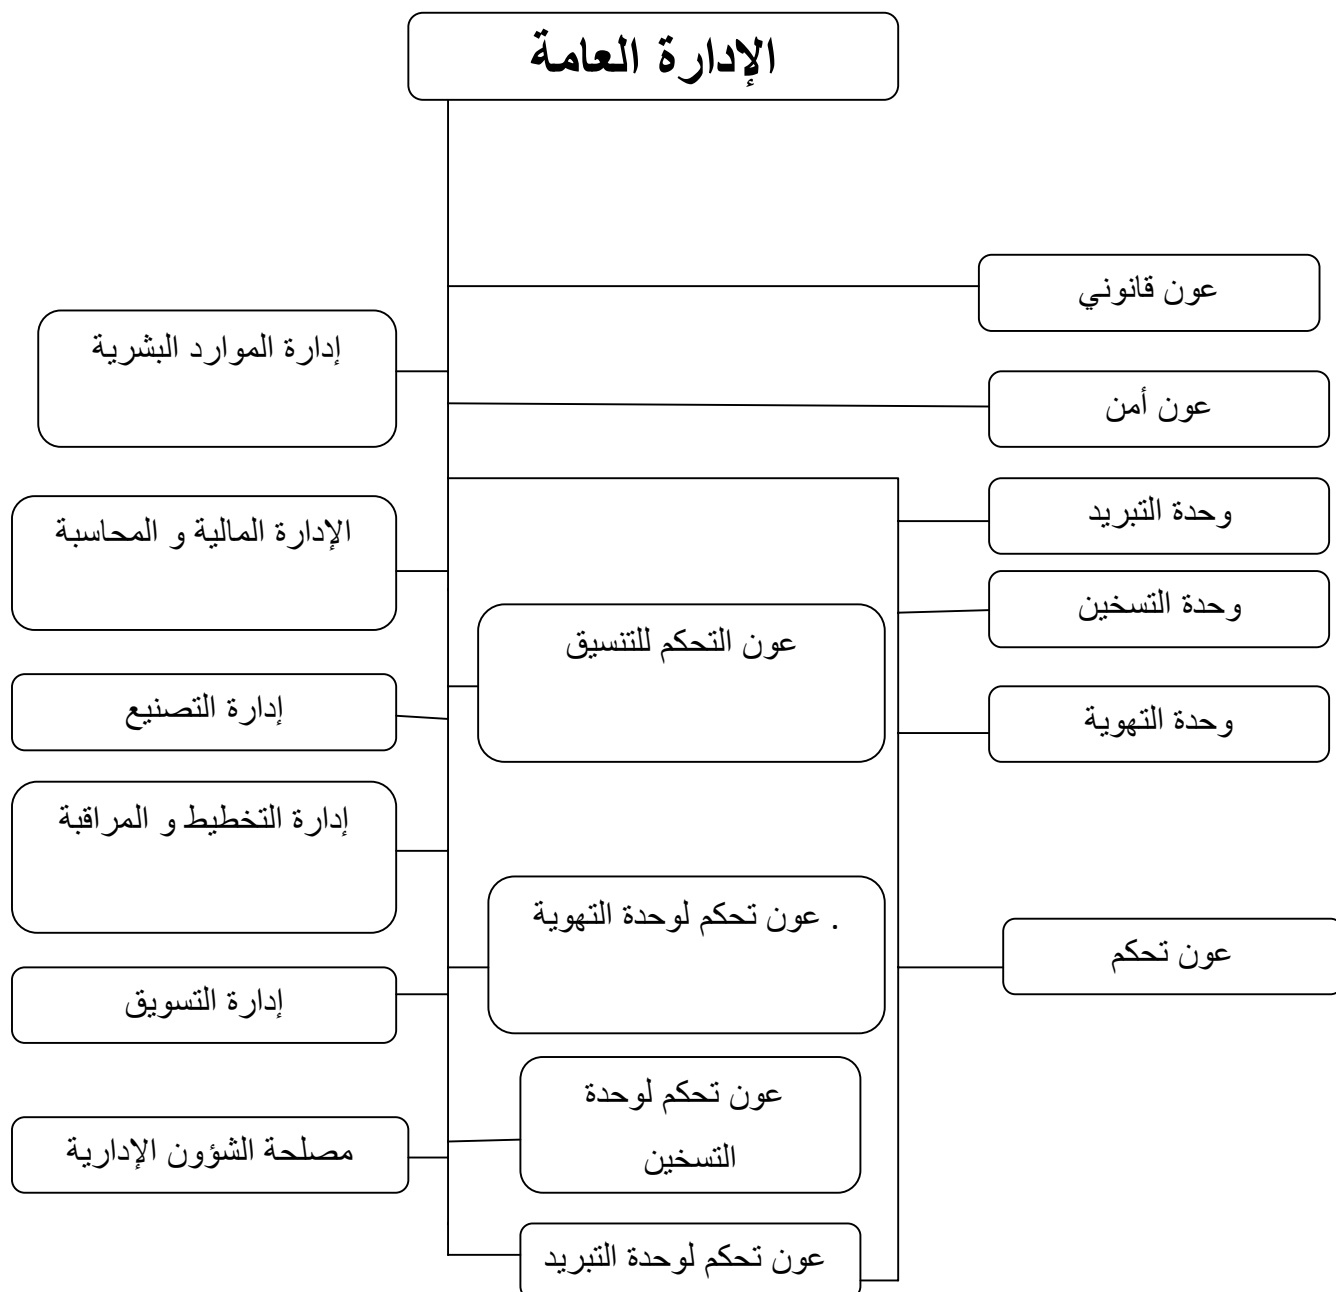 الإدارة العامة
عون قانوني
إدارة الموارد البشرية
عون أمن
وحدة التبريد
الإدارة المالية و المحاسبة
وحدة التسخين
عون التحكم للتنسيق
إدارة التصنيع
وحدة التهوية
إدارة التخطيط و المراقبة
. عون تحكم لوحدة التهوية
عون تحكم
إدارة التسويق
عون تحكم لوحدة
التسخين
مصلحة الشؤون الإدارية
عون تحكم لوحدة التبريد